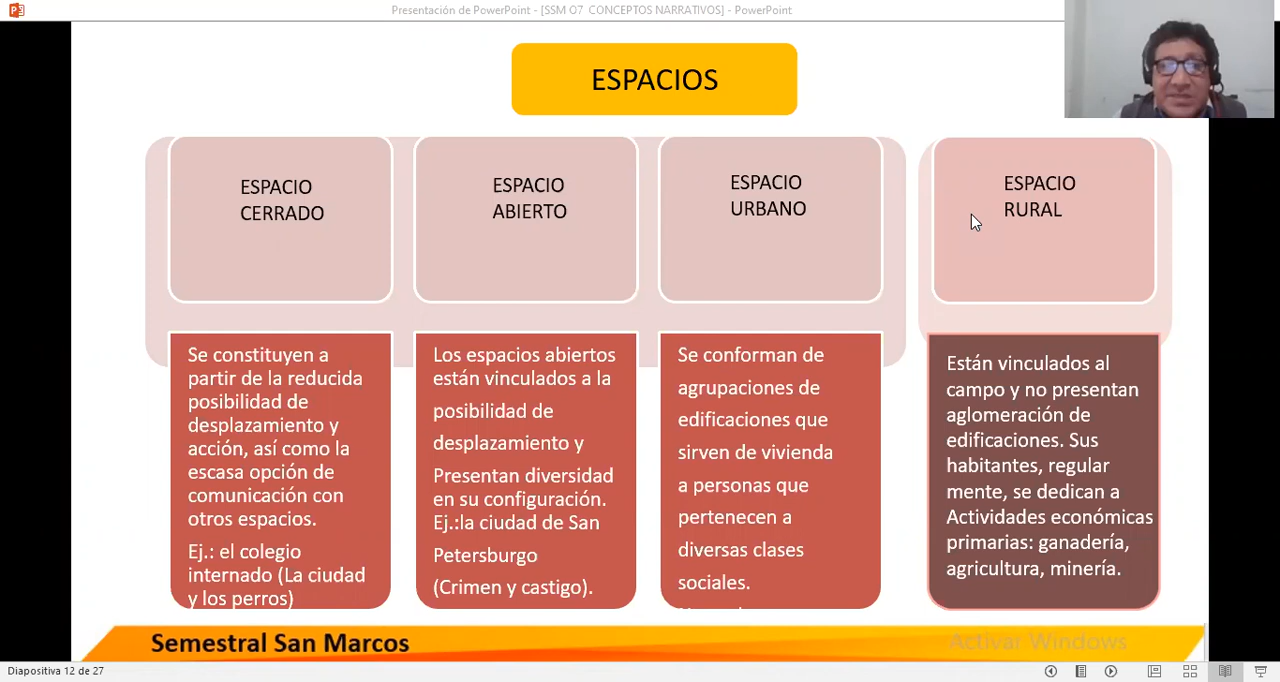 Presentación de PowerPoint - [SSM 07  CONCEPTOS NARRATIVOS] - PowerPoint
ESPACIOS
ESPACIO
CERRADO
ESPACIO
ABIERTO
ESPACIO
URBANO
ESPACIO
RURAL
Se constituyen a
partir de la reducida
posibilidad de
desplazamiento y
acción, así como la
escasa opción de
comunicación con
otros espacios.
Ej.: el colegio
internado (La ciudad
y los perros)
Los espacios abiertos
están vinculados a la
posibilidad de
desplazamiento y
Presentan diversidad
en su configuración.
Ej.:la ciudad de San
Petersburgo
(Crimen y castigo).
Se conforman de
agrupaciones de
edificaciones que
sirven de vivienda
a personas que
pertenecen a
diversas clases
sociales.
Están vinculados al
campo y no presentan
aglomeración de
edificaciones. Sus
habitantes, regular
mente, se dedican a
Actividades económicas
primarias: ganadería,
agricultura, minería.
Semestral San Marcos
Activar Windows
Diapositiva 12 de 27